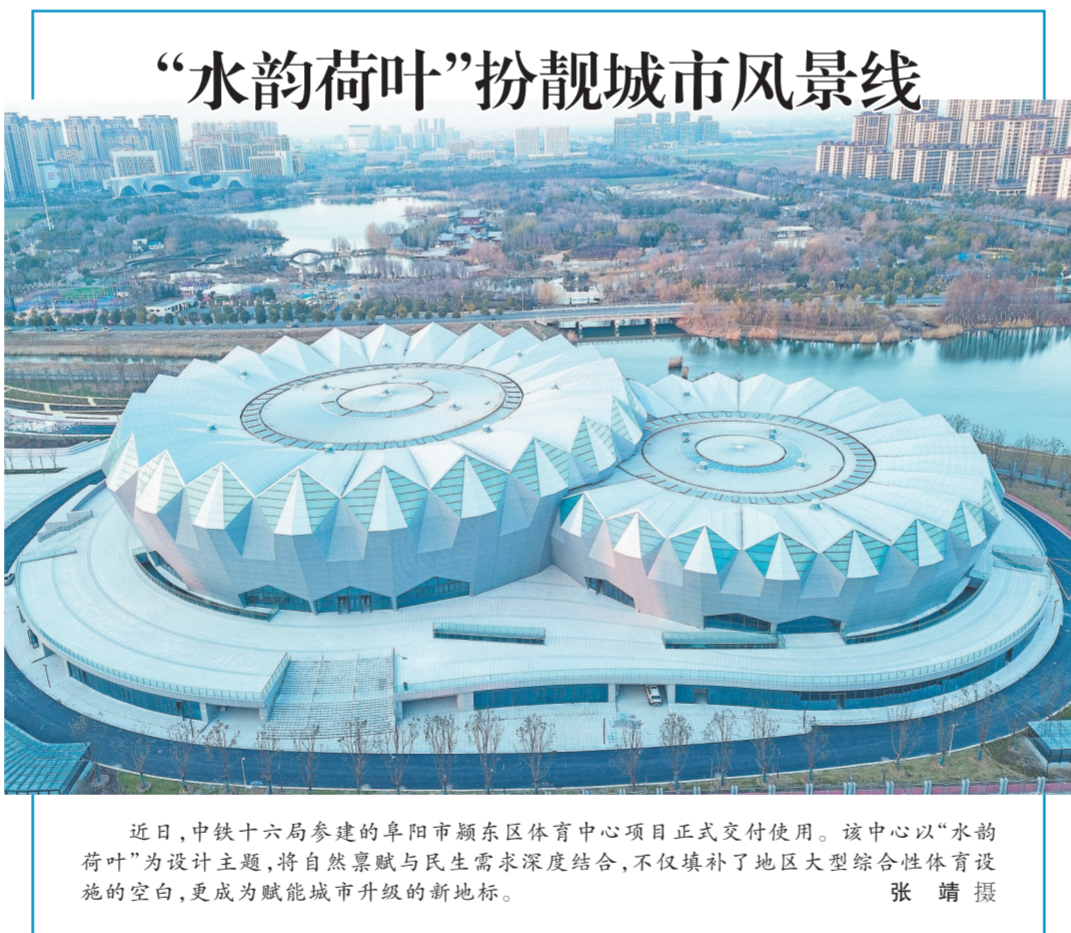 “水韵荷叶”扮靓城市风景线
近日,中铁十六局参建的阜阳市颍东区体育中心项目正式交付使用。该中心以“水韵
荷叶”为设计主题,将自然禀赋与民生需求深度结合,不仅填补了地区大型综合性体育设
施的空白,更成为赋能城市升级的新地标。 张 靖 摄